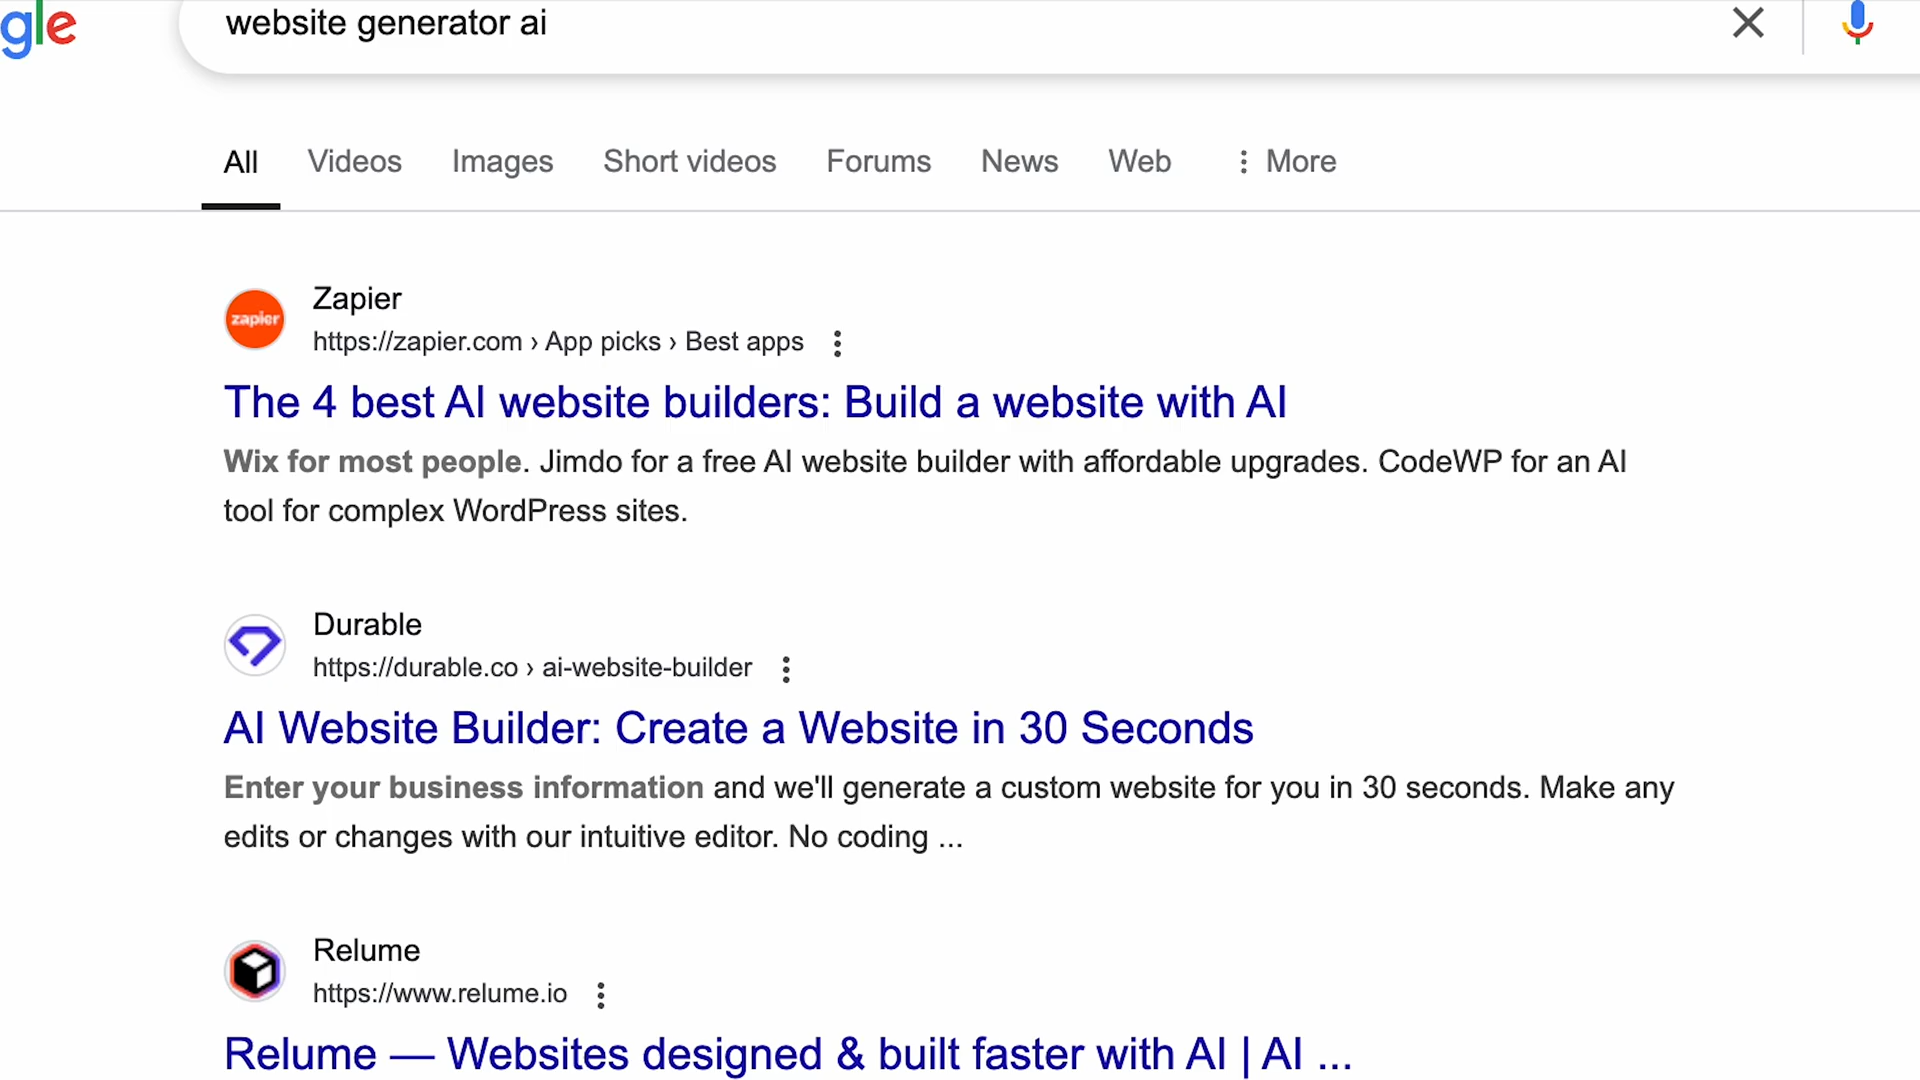 gle
website generator ai
All Videos Images Short videos Forums News Web More
zapier
Zapier
https://zapier.com › App picks › Best apps
The 4 best AI website builders: Build a website with AI
Wix for most people. Jimdo for a free AI website builder with affordable upgrades. CodeWP for an AI
tool for complex WordPress sites.
Durable
https://durable.co › ai-website-builder
AI Website Builder: Create a Website in 30 Seconds
Enter your business information and we'll generate a custom website for you in 30 seconds. Make any
edits or changes with our intuitive editor. No coding ...
Relume
https://www.relume.io
Relume — Websites designed & built faster with AI | AI ...